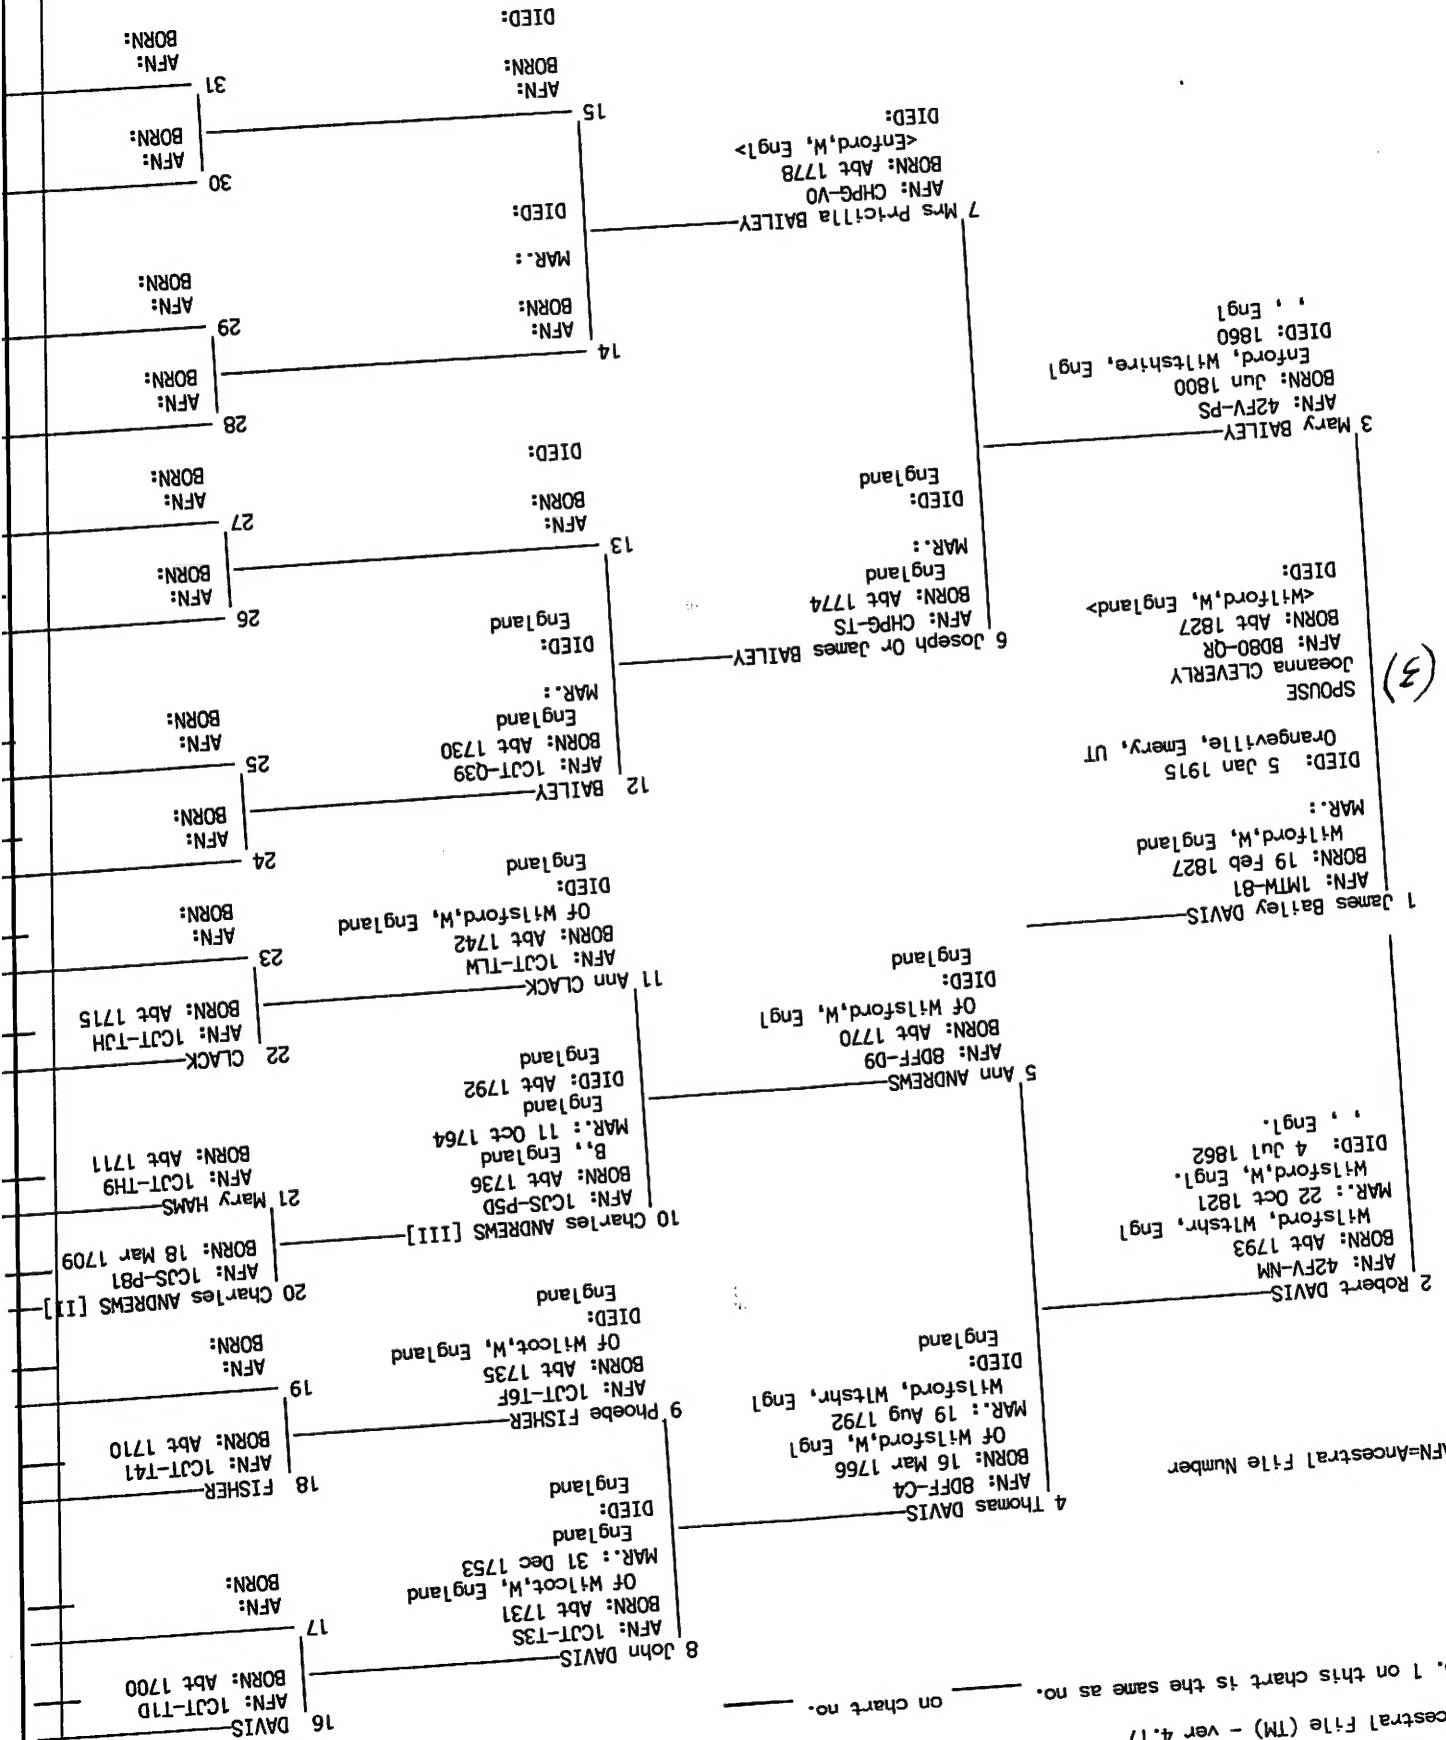 cestral File (TM) - ver 4.17
. 1 on this chart is the same as no. on chart no.
AFN=Ancestral File Number
2 Robert DAVIS
AFN: 42FV-NM
BORN: Abt 1793
Wilsford, Wltshr, Engl
MAR.: 22 Oct 1821
Wilsford,W, Engl.
DIED: 4 Jul 1862
, , Engl.
1 James Bailey DAVIS
AFN: 1MTW-81
BORN: 19 Feb 1827
Wilford,W, England
MAR.:
DIED: 5 Jan 1915
Orangeville, Emery, UT
(3)
SPOUSE
Joeanna CLEVERLY
AFN: BD80-QR
BORN: Abt 1827
<Wilford,W, England>
DIED:
3 Mary BAILEY
AFN: 42FV-PS
BORN: Jun 1800
Enford, Wiltshire, Engl
DIED: 1860
, , Engl
4 Thomas DAVIS
AFN: 8DFF-C4
BORN: 16 Mar 1766
Of Wilsford,W, Engl
MAR.: 19 Aug 1792
Wilsford, Wltshr, Engl
DIED:
England
5 Ann ANDREWS
AFN: 8DFF-D9
BORN: Abt 1770
Of Wilsford,W, Engl
DIED:
England
6 Joseph Or James BAILEY
AFN: CHPG-TS
BORN: Abt 1774
England
MAR.:
DIED:
England
7 Mrs Pricilla BAILEY
AFN: CHPG-V0
BORN: Abt 1778
<Enford,W, Engl>
DIED:
8 John DAVIS
AFN: 1CJT-T3S
BORN: Abt 1731
Of Wilcot,W, England
MAR.: 31 Dec 1753
England
DIED:
England
9 Phoebe FISHER
AFN: 1CJT-T6F
BORN: Abt 1735
Of Wilcot,W, England
DIED:
England
10 Charles ANDREWS [III]
AFN: 1CJS-P5D
BORN: Abt 1736
B,, England
MAR.: 11 Oct 1764
England
DIED: Abt 1792
England
11 Ann CLACK
AFN: 1CJT-TLW
BORN: Abt 1742
Of Wilsford,W, England
DIED:
England
12 BAILEY
AFN: 1CJT-Q39
BORN: Abt 1730
England
MAR.:
DIED:
England
13
AFN:
BORN:
DIED:
14
AFN:
BORN:
MAR.:
DIED:
15
AFN:
BORN:
DIED:
16 DAVIS
AFN: 1CJT-T1D
BORN: Abt 1700
17
AFN:
BORN:
18 FISHER
AFN: 1CJT-T41
BORN: Abt 1710
19
AFN:
BORN:
20 Charles ANDREWS [II]
AFN: 1CJS-P81
BORN: 18 Mar 1709
21 Mary HAMS
AFN: 1CJT-TH9
BORN: Abt 1711
22 CLACK
AFN: 1CJT-TJH
BORN: Abt 1715
23
AFN:
BORN:
24
AFN:
BORN:
25
AFN:
BORN:
26
AFN:
BORN:
27
AFN:
BORN:
28
AFN:
BORN:
29
AFN:
BORN:
30
AFN:
BORN:
31
AFN:
BORN: